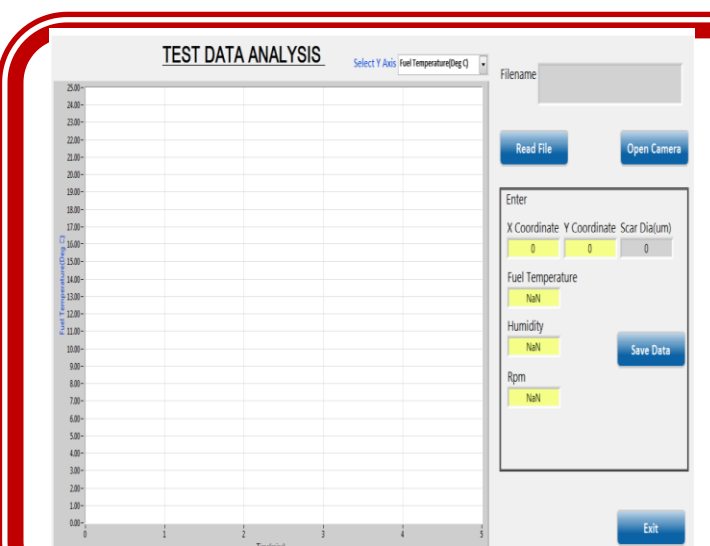 TEST DATA ANALYSIS
Select Y Axis Fuel Temperature(Deg C)
Filename
Read File
Open Camera
Enter
X Coordinate Y Coordinate Scar Dia(um)
0 0 0
Fuel Temperature
NaN
Humidity
NaN
Save Data
Rpm
NaN
Exit
Fuel Temperature(Deg C)
25.00
24.00
23.00
22.00
21.00
20.00
19.00
18.00
17.00
16.00
15.00
14.00
13.00
12.00
11.00
10.00
9.00
8.00
7.00
6.00
5.00
4.00
3.00
2.00
1.00
0.00
0 1 2 3 4 5